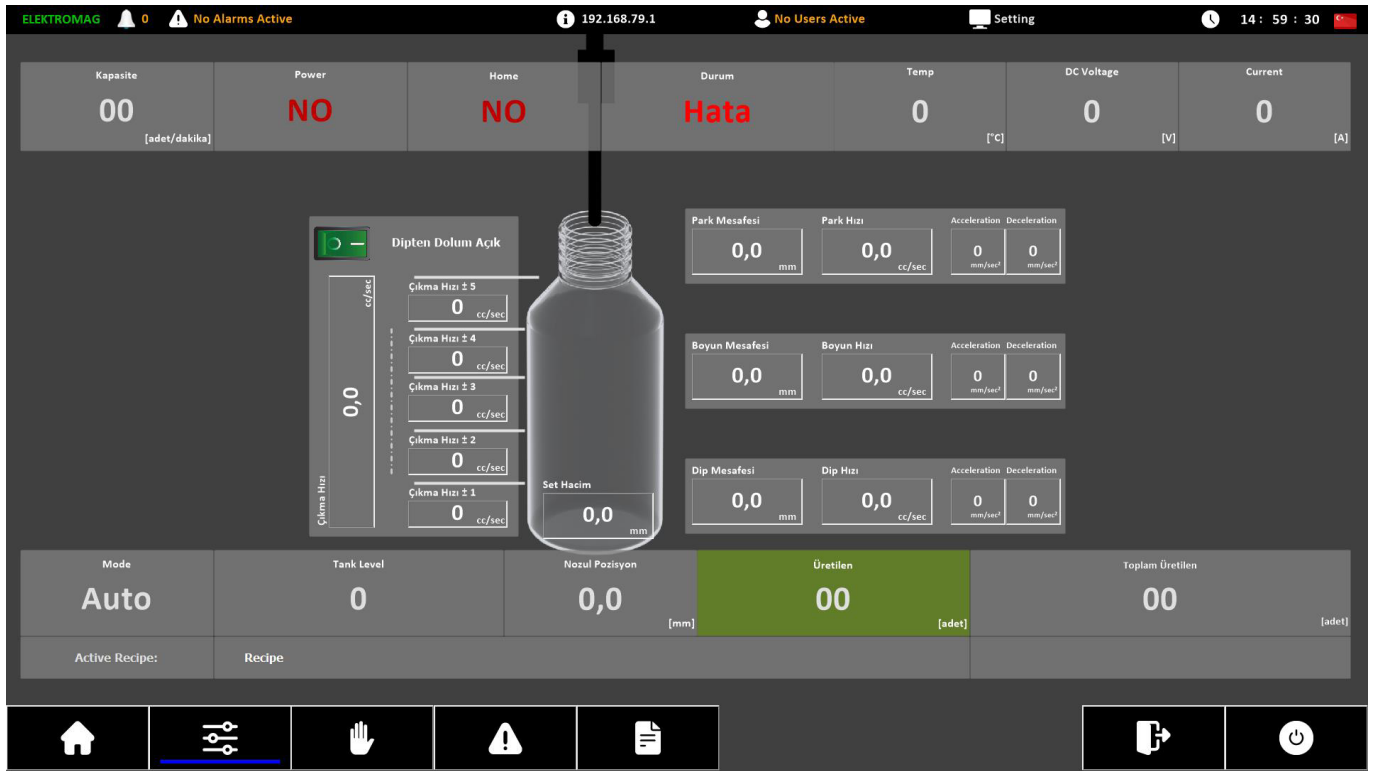 ELEKTROMAG 0 No Alarms Active 192.168.79.1 No Users Active Setting 14: 59 : 30
Kapasite Power Home Durum Temp DC Voltage Current
00 NO NO Hata 0 0 0
[adet/dakika] [°C] [V] [A]
Dipten Dolum Açık
cc/sec
0,0
Çıkma Hızı
Çıkma Hızı ± 5
0 cc/sec
Çıkma Hızı ± 4
0 cc/sec
Çıkma Hızı ± 3
0 cc/sec
Çıkma Hızı ± 2
0 cc/sec
Çıkma Hızı ± 1
0 cc/sec
Set Hacim
0,0
mm
Park Mesafesi Park Hızı Acceleration Deceleration
0,0 0,0 0 0
mm cc/sec mm/sec² mm/sec²
Boyun Mesafesi Boyun Hızı Acceleration Deceleration
0,0 0,0 0 0
mm cc/sec mm/sec² mm/sec²
Dip Mesafesi Dip Hızı Acceleration Deceleration
0,0 0,0 0 0
mm cc/sec mm/sec² mm/sec²
Mode Tank Level Nozul Pozisyon Üretilen Toplam Üretilen
Auto 0 0,0 00 00
[mm] [adet] [adet]
Active Recipe: Recipe